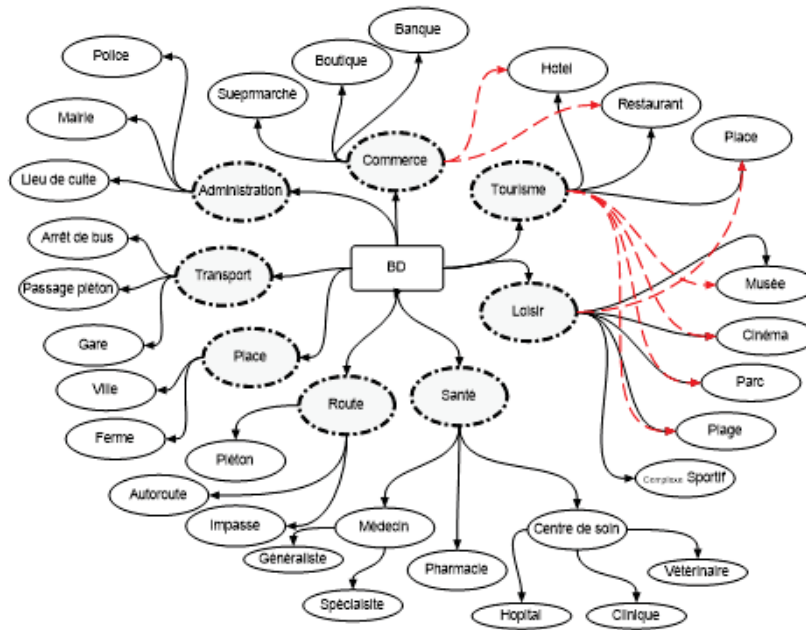 Banque
Police
Boutique
Hotel
Sueprmarché
Restaurant
Mairie
Place
Commerce
Lieu de culte
Administration
Tourisme
Arrêt de bus
BD
Transport
Musée
Passage piéton
Loisir
Cinéma
Gare
Place
Parc
Ville
Route
Santé
Plage
Ferme
Piéton
Complexe Sportif
Autoroute
Impasse
Médecin
Centre de soin
Généraliste
Pharmacie
Vétérinaire
Spécialsite
Hopital
Clinique